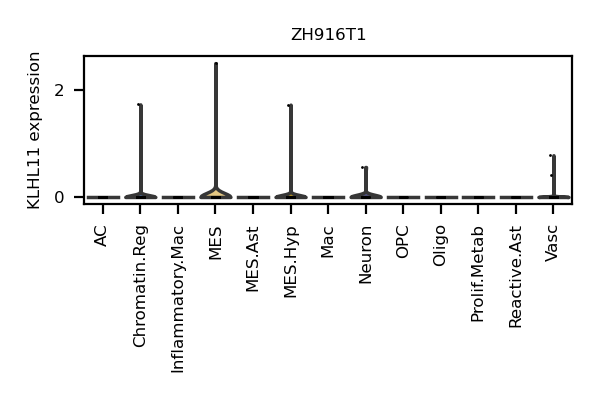 ZH916T1
KLHL11 expression
2
0
AC
Chromatin.Reg
Inflammatory.Mac
MES
MES.Ast
MES.Hyp
Mac
Neuron
OPC
Oligo
Prolif.Metab
Reactive.Ast
Vasc